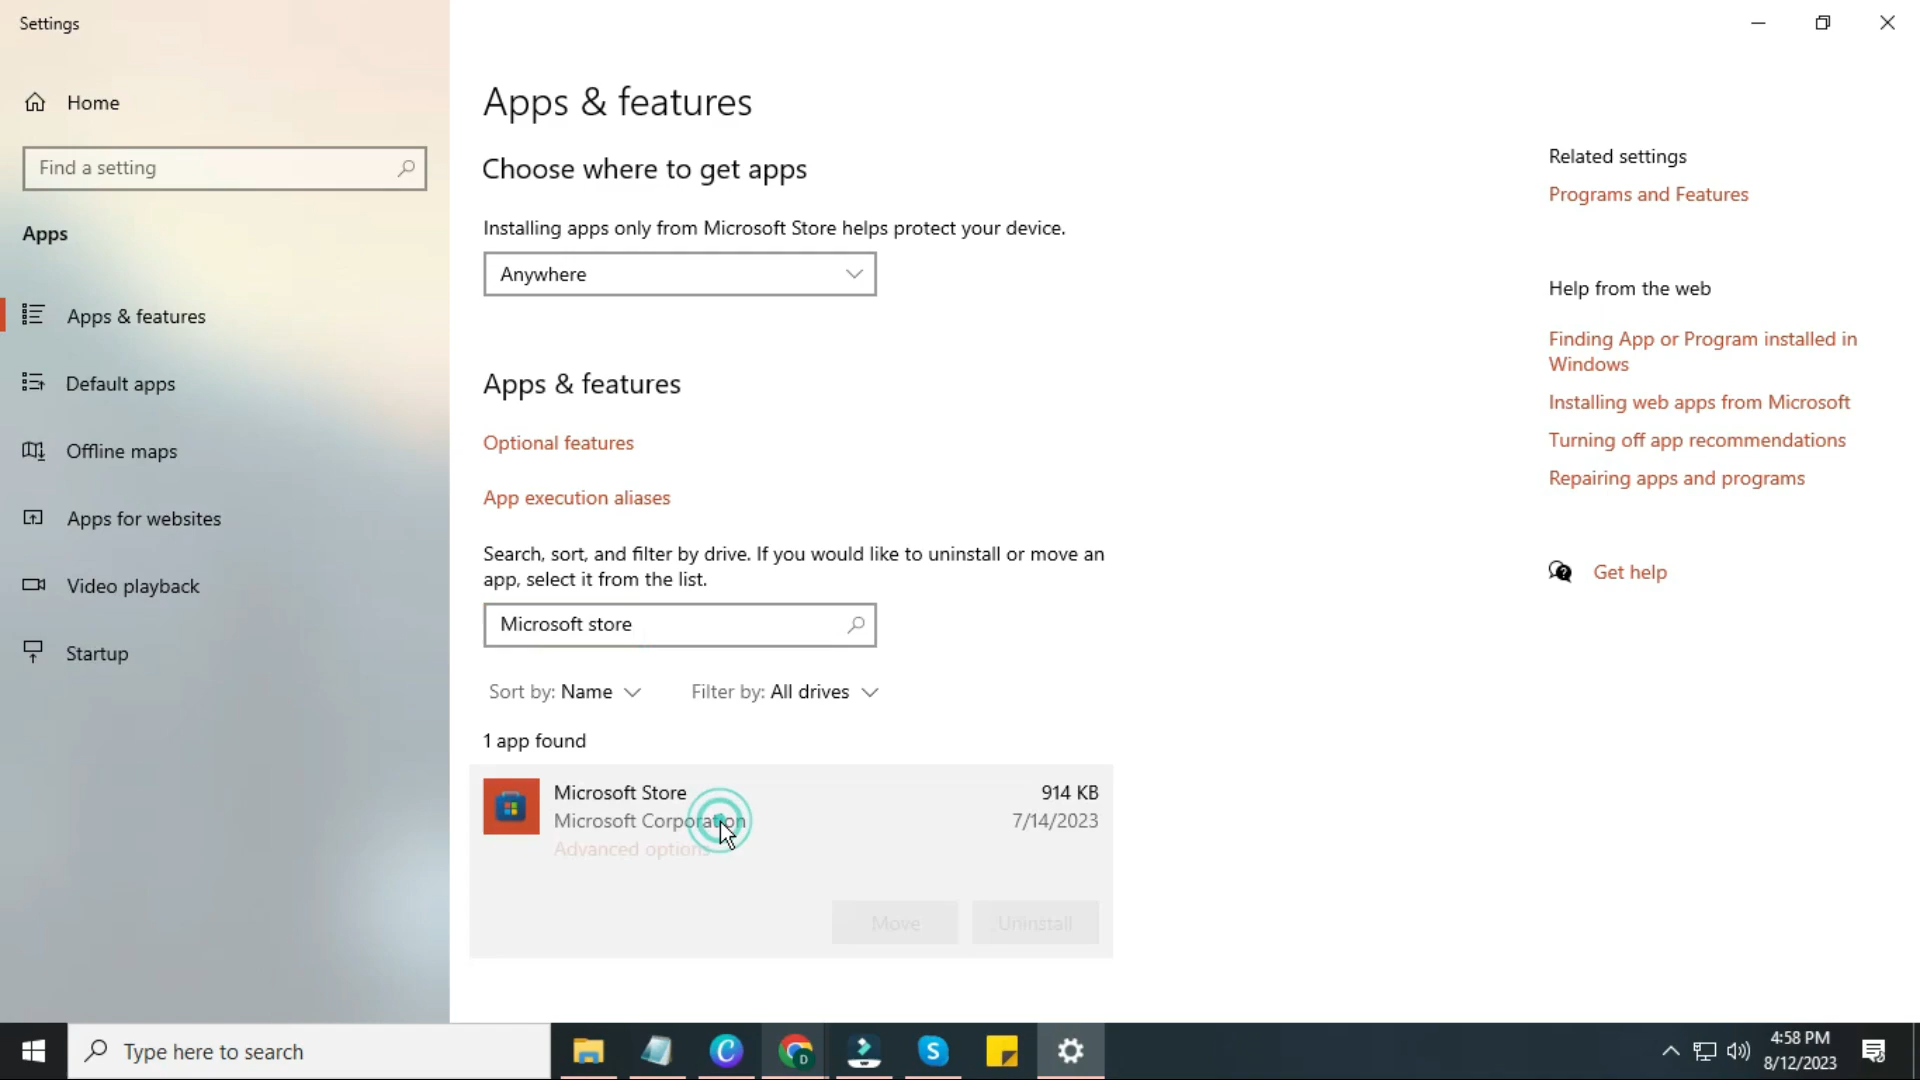 Settings
Home
Find a setting
Apps
Apps & features
Default apps
Offline maps
Apps for websites
Video playback
Startup
Apps & features
Choose where to get apps
Installing apps only from Microsoft Store helps protect your device.
Anywhere
Apps & features
Optional features
App execution aliases
Search, sort, and filter by drive. If you would like to uninstall or move an
app, select it from the list.
Microsoft store
Sort by: Name
Filter by: All drives
1 app found
Microsoft Store
914 KB
Microsoft Corporation
7/14/2023
Advanced options
Move
Uninstall
Related settings
Programs and Features
Help from the web
Finding App or Program installed in
Windows
Installing web apps from Microsoft
Turning off app recommendations
Repairing apps and programs
Get help
Type here to search
C
D
S
4:58 PM
8/12/2023